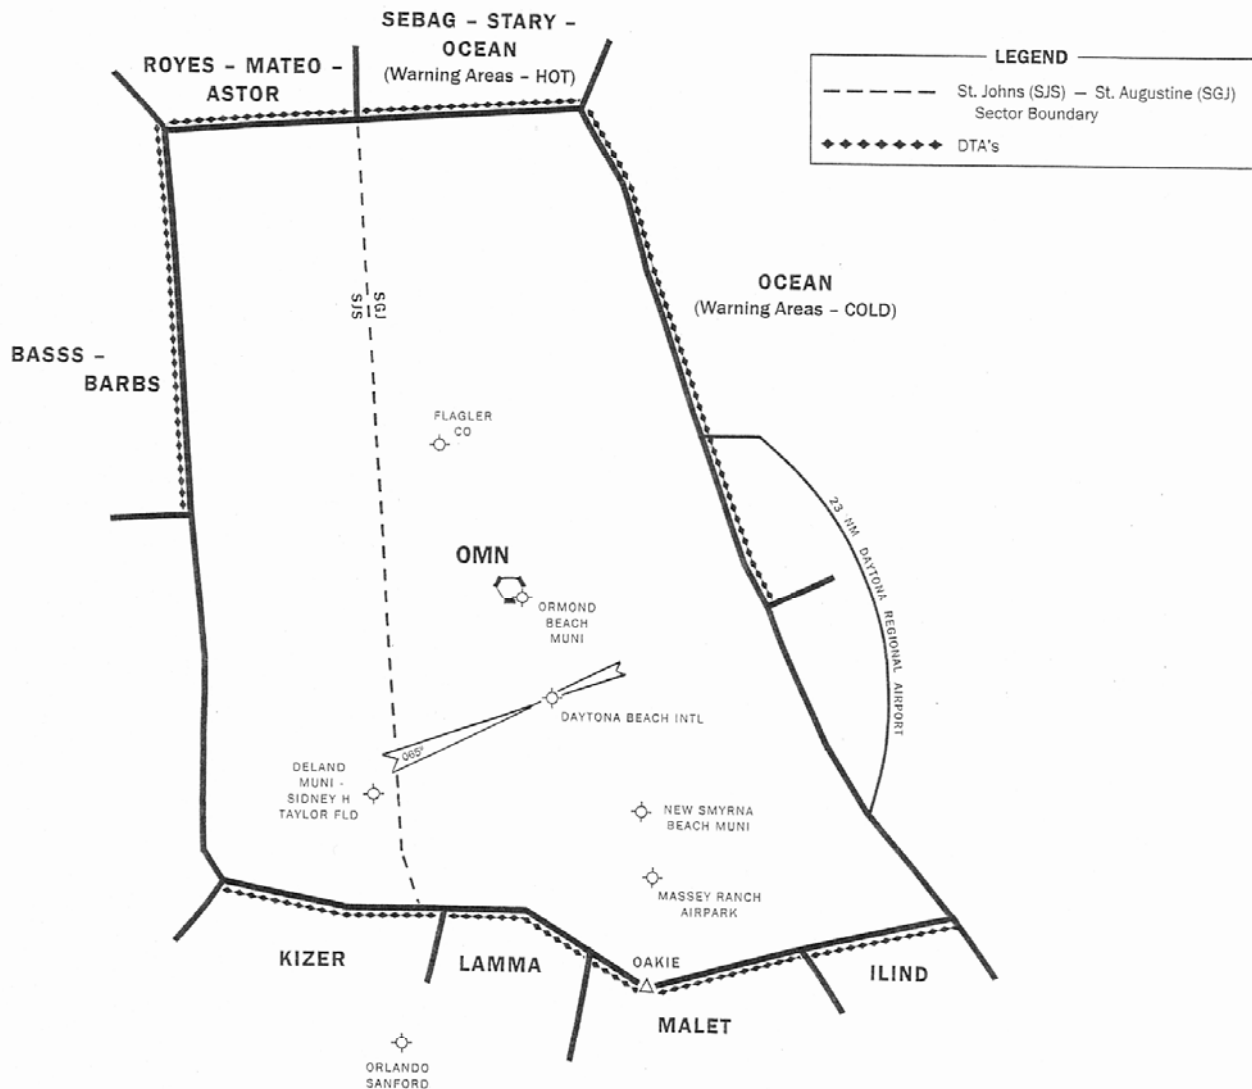 SEBAG – STARY –
OCEAN
(Warning Areas – HOT)
ROYES – MATEO –
ASTOR
LEGEND
St. Johns (SJS) — St. Augustine (SGJ)
Sector Boundary
DTA's
OCEAN
(Warning Areas – COLD)
SGJ
SJS
BASSS –
BARBS
FLAGLER
CO
23 NM DAYTONA REGIONAL AIRPORT
OMN
ORMOND
BEACH
MUNI
DAYTONA BEACH INTL
065°
DELAND
MUNI -
SIDNEY H
TAYLOR FLD
NEW SMYRNA
BEACH MUNI
MASSEY RANCH
AIRPARK
KIZER
LAMMA
OAKIE
ILIND
MALET
ORLANDO
SANFORD